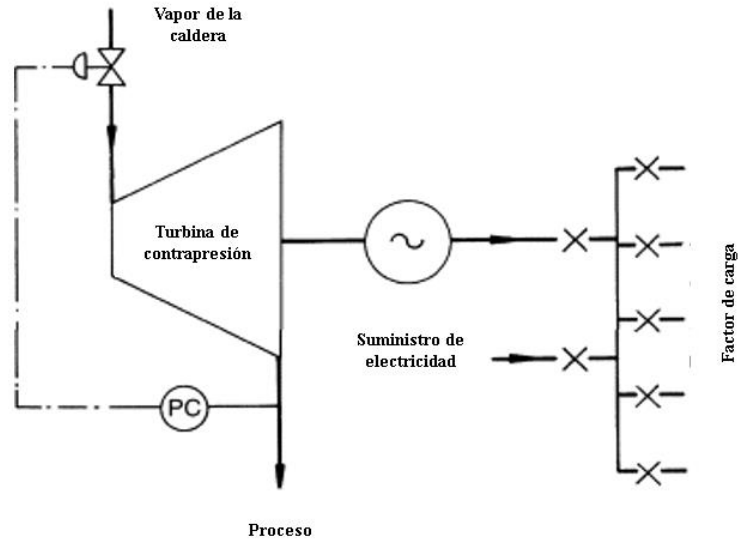 Vapor de la
caldera
Turbina de
contrapresión
Suministro de
electricidad
Factor de carga
PC
Proceso